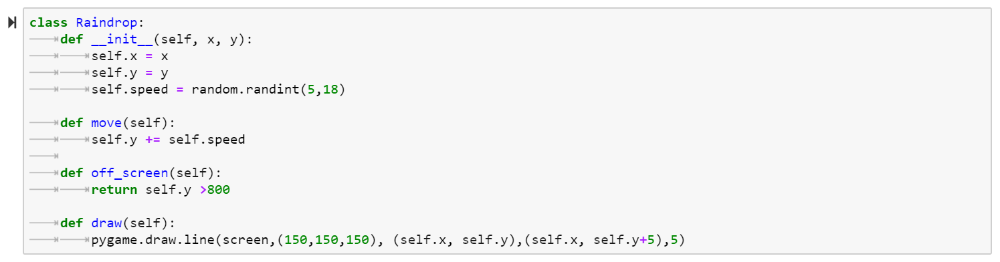 class Raindrop:
	def __init__(self, x, y):
		self.x = x
		self.y = y
		self.speed = random.randint(5,18)

	def move(self):
		self.y += self.speed
	
	def off_screen(self):
		return self.y >800

	def draw(self):
		pygame.draw.line(screen,(150,150,150), (self.x, self.y),(self.x, self.y+5),5)